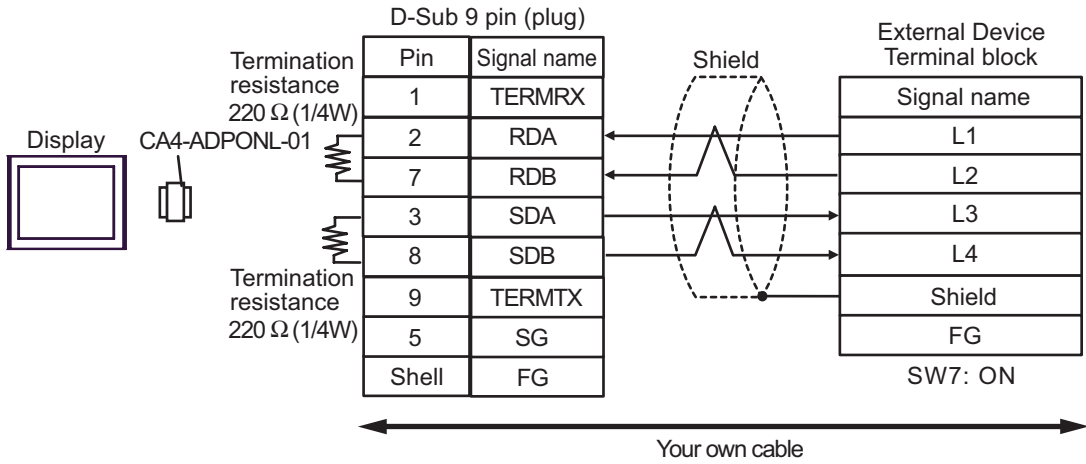 D-Sub 9 pin (plug)
External Device
Terminal block
Termination
resistance
220 Ω (1/4W)
Shield
Display
CA4-ADPONL-01
Pin Signal name
1 TERMRX
2 RDA
7 RDB
3 SDA
8 SDB
9 TERMTX
5 SG
Shell FG
Signal name
L1
L2
L3
L4
Shield
FG
Termination
resistance
220 Ω (1/4W)
SW7: ON
Your own cable